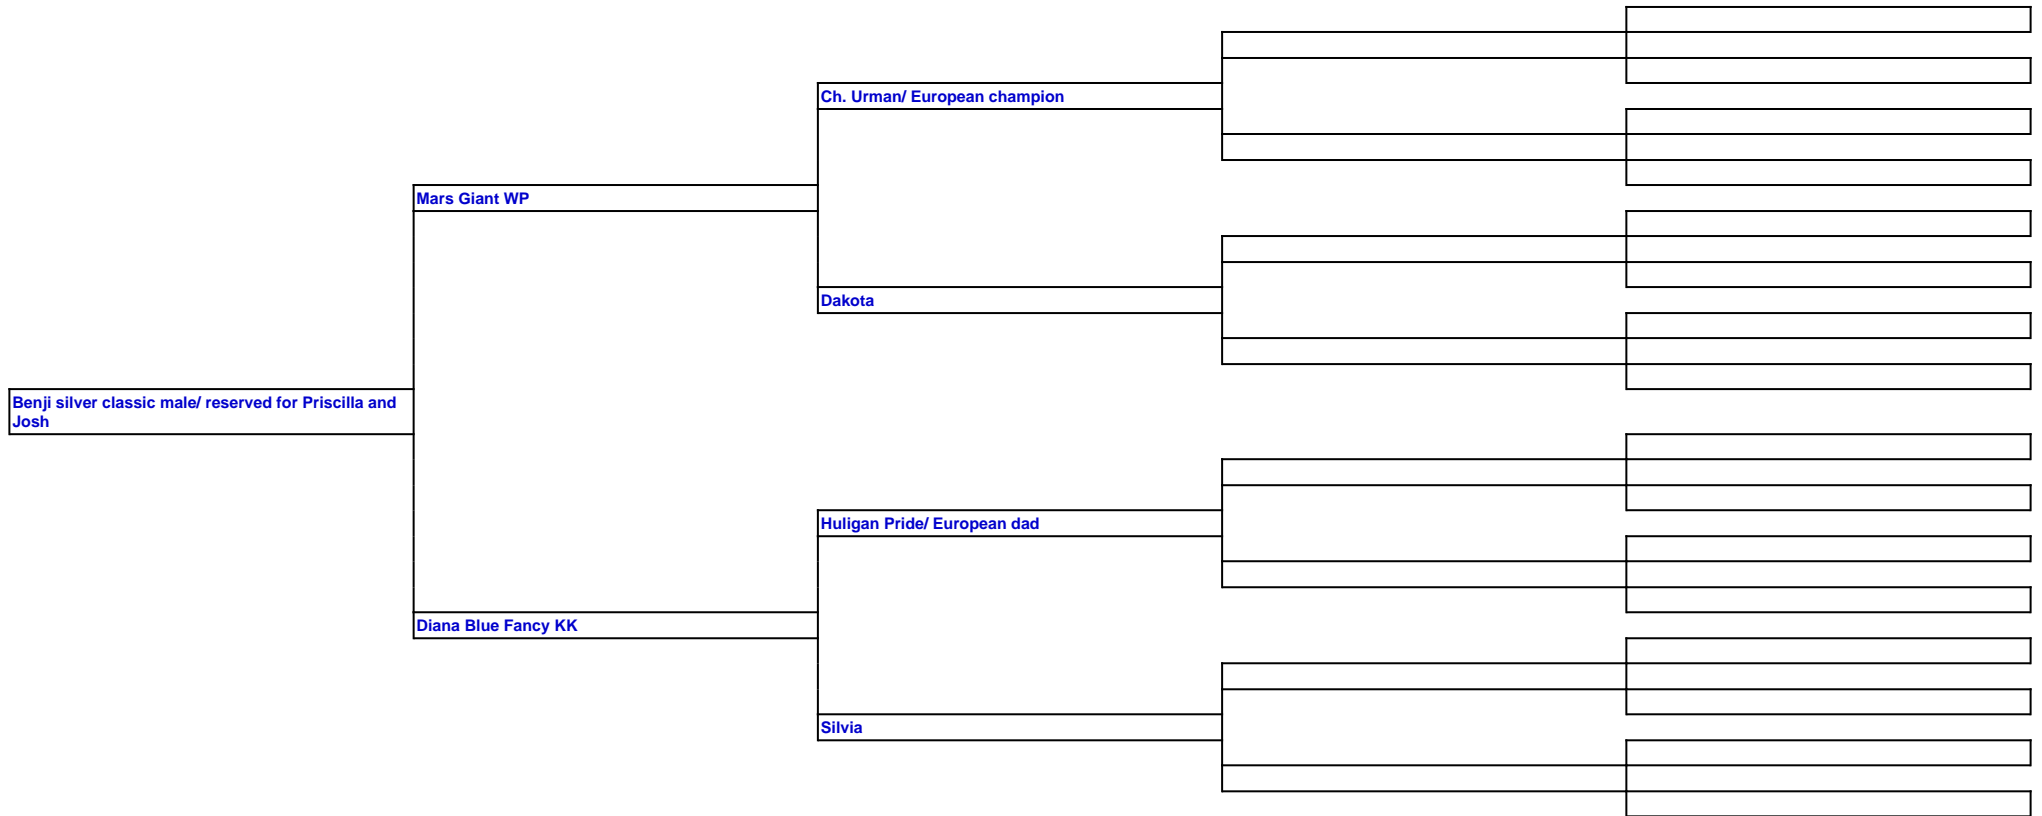 Ch. Urman/ European champion
Mars Giant WP
Dakota
Benji silver classic male/ reserved for Priscilla and
Josh
Huligan Pride/ European dad
Diana Blue Fancy KK
Silvia